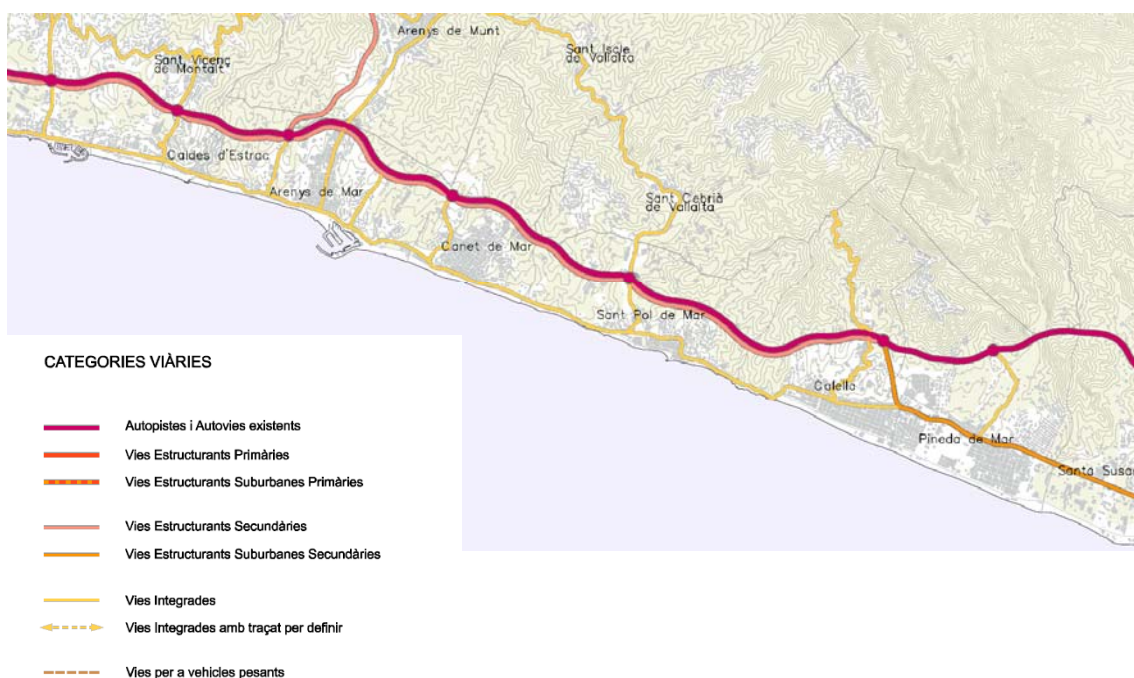 Arenys de Munt
Sant Iscle
de Vallalta
Sant Vicenç
de Montalt
Caldes d'Estrac
Arenys de Mar
Sant Cebrià
de Vallalta
Canet de Mar
Sant Pol de Mar
Calella
Pineda de Mar
Santa Susa
CATEGORIES VIÀRIES
Autopistes i Autovies existents
Vies Estructurants Primàries
Vies Estructurants Suburbanes Primàries
Vies Estructurants Secundàries
Vies Estructurants Suburbanes Secundàries
Vies Integrades
Vies Integrades amb traçat per definir
Vies per a vehicles pesants